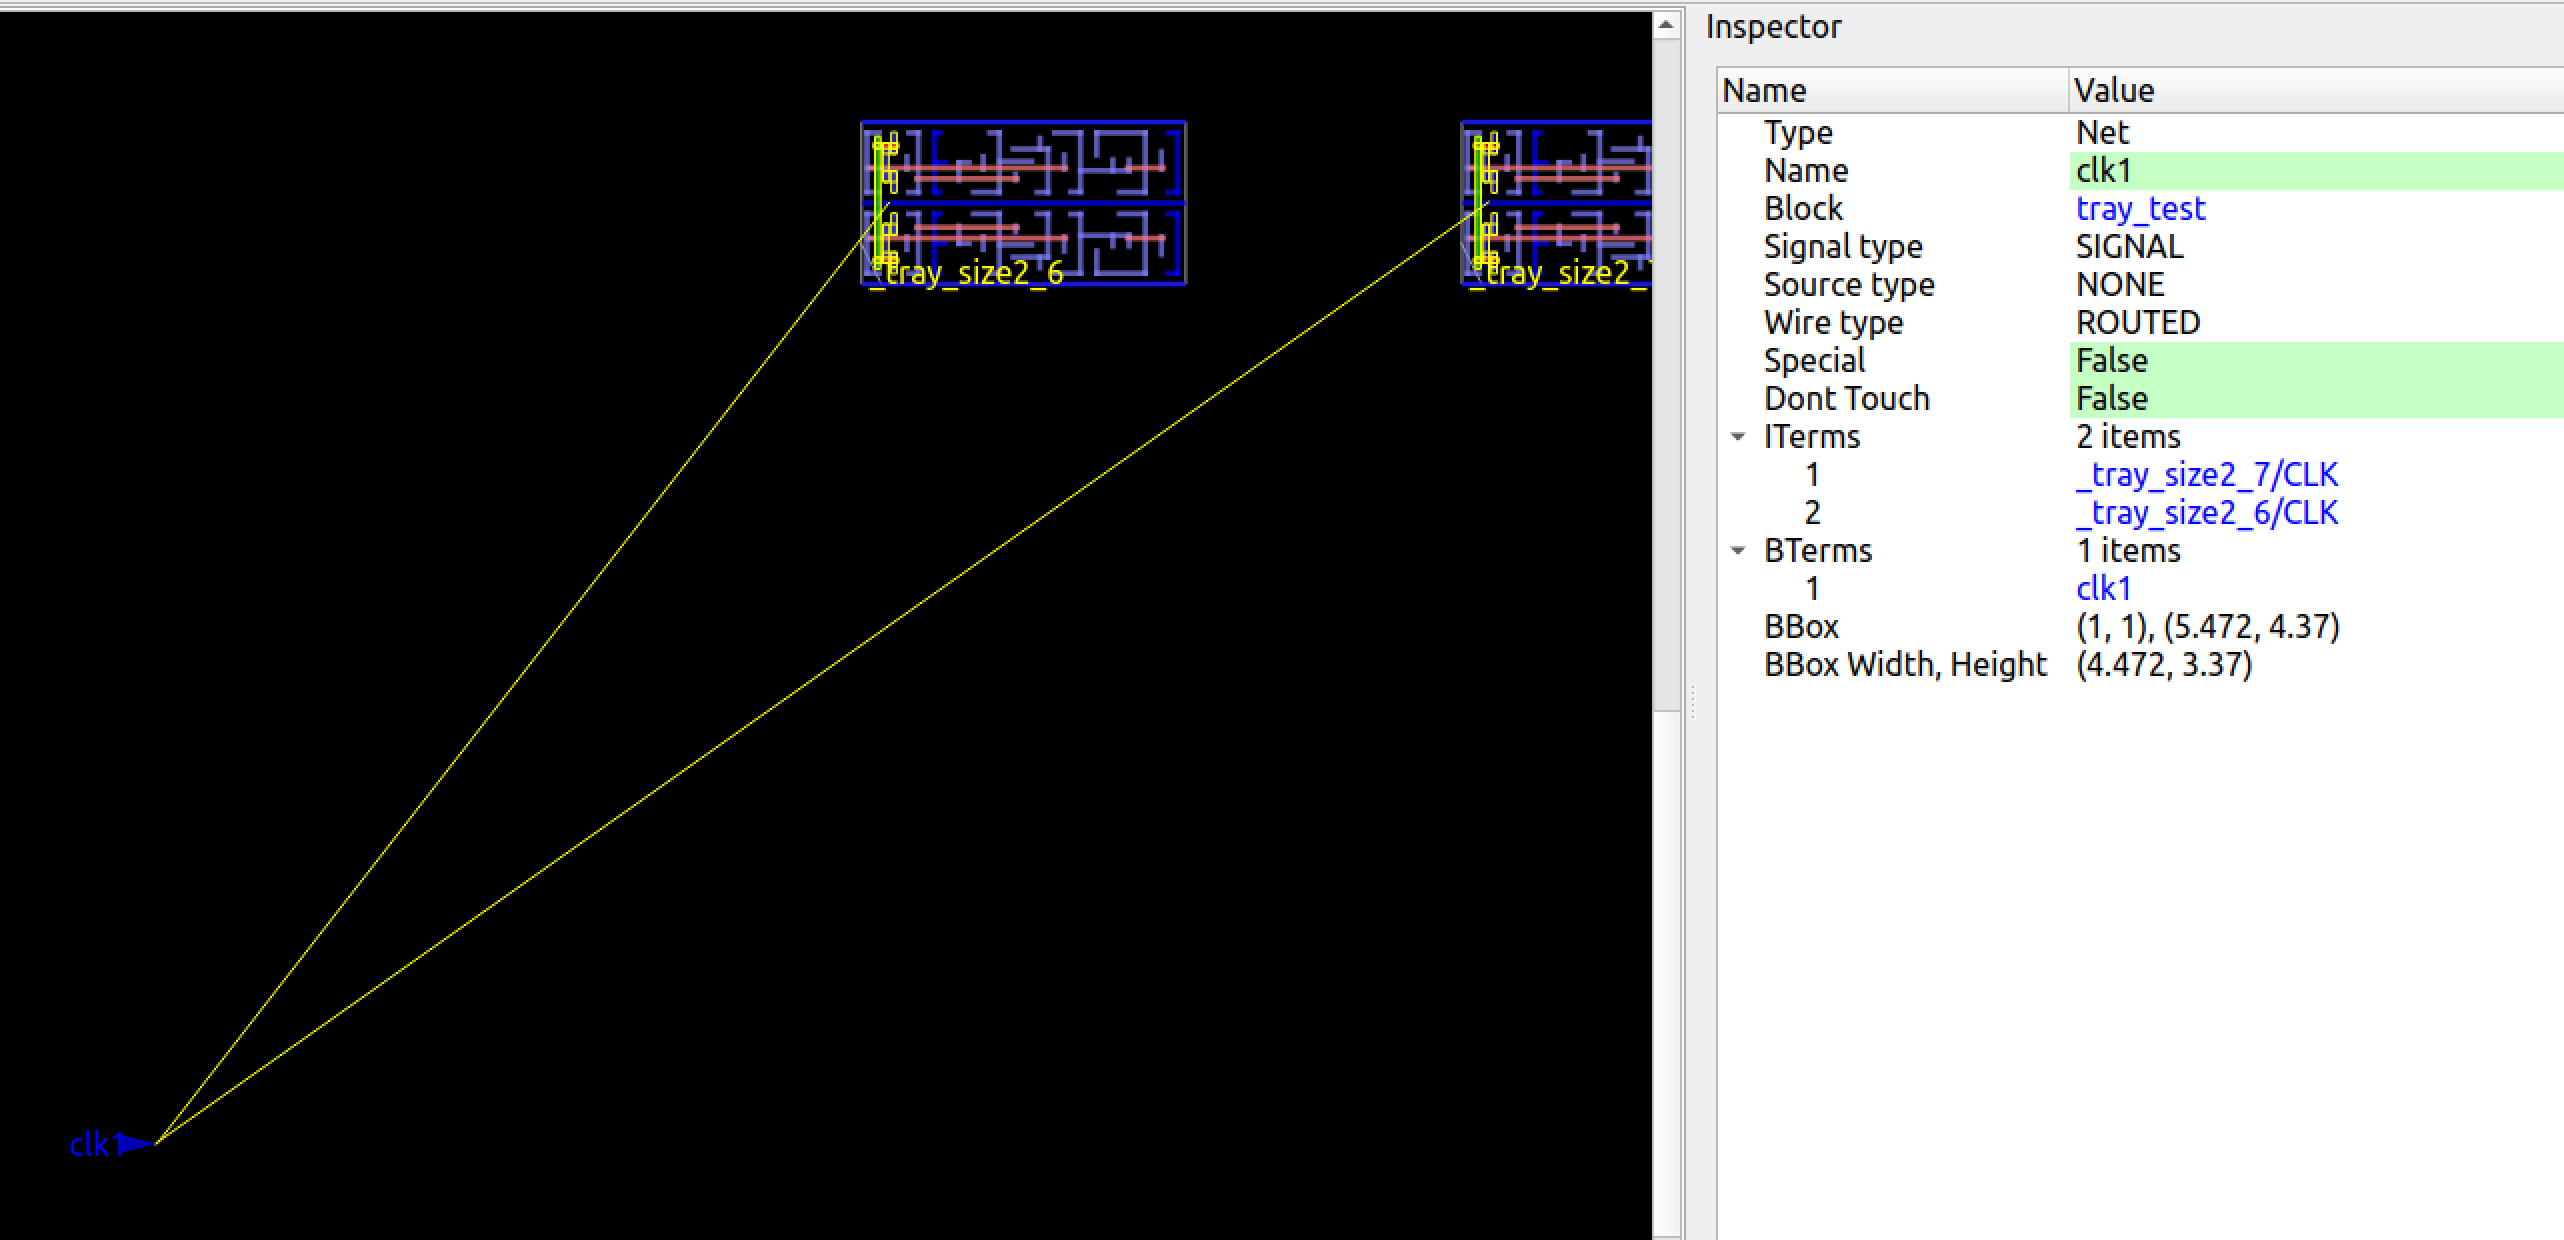 Inspector
Name Value
Type Net
Name clk1
Block tray_test
Signal type SIGNAL
Source type NONE
Wire type ROUTED
Special False
Dont Touch False
ITerms 2 items
1 _tray_size2_7/CLK
2 _tray_size2_6/CLK
BTerms 1 items
1 clk1
BBox (1, 1), (5.472, 4.37)
BBox Width, Height (4.472, 3.37)
_tray_size2_6
_tray_size2_
clk1